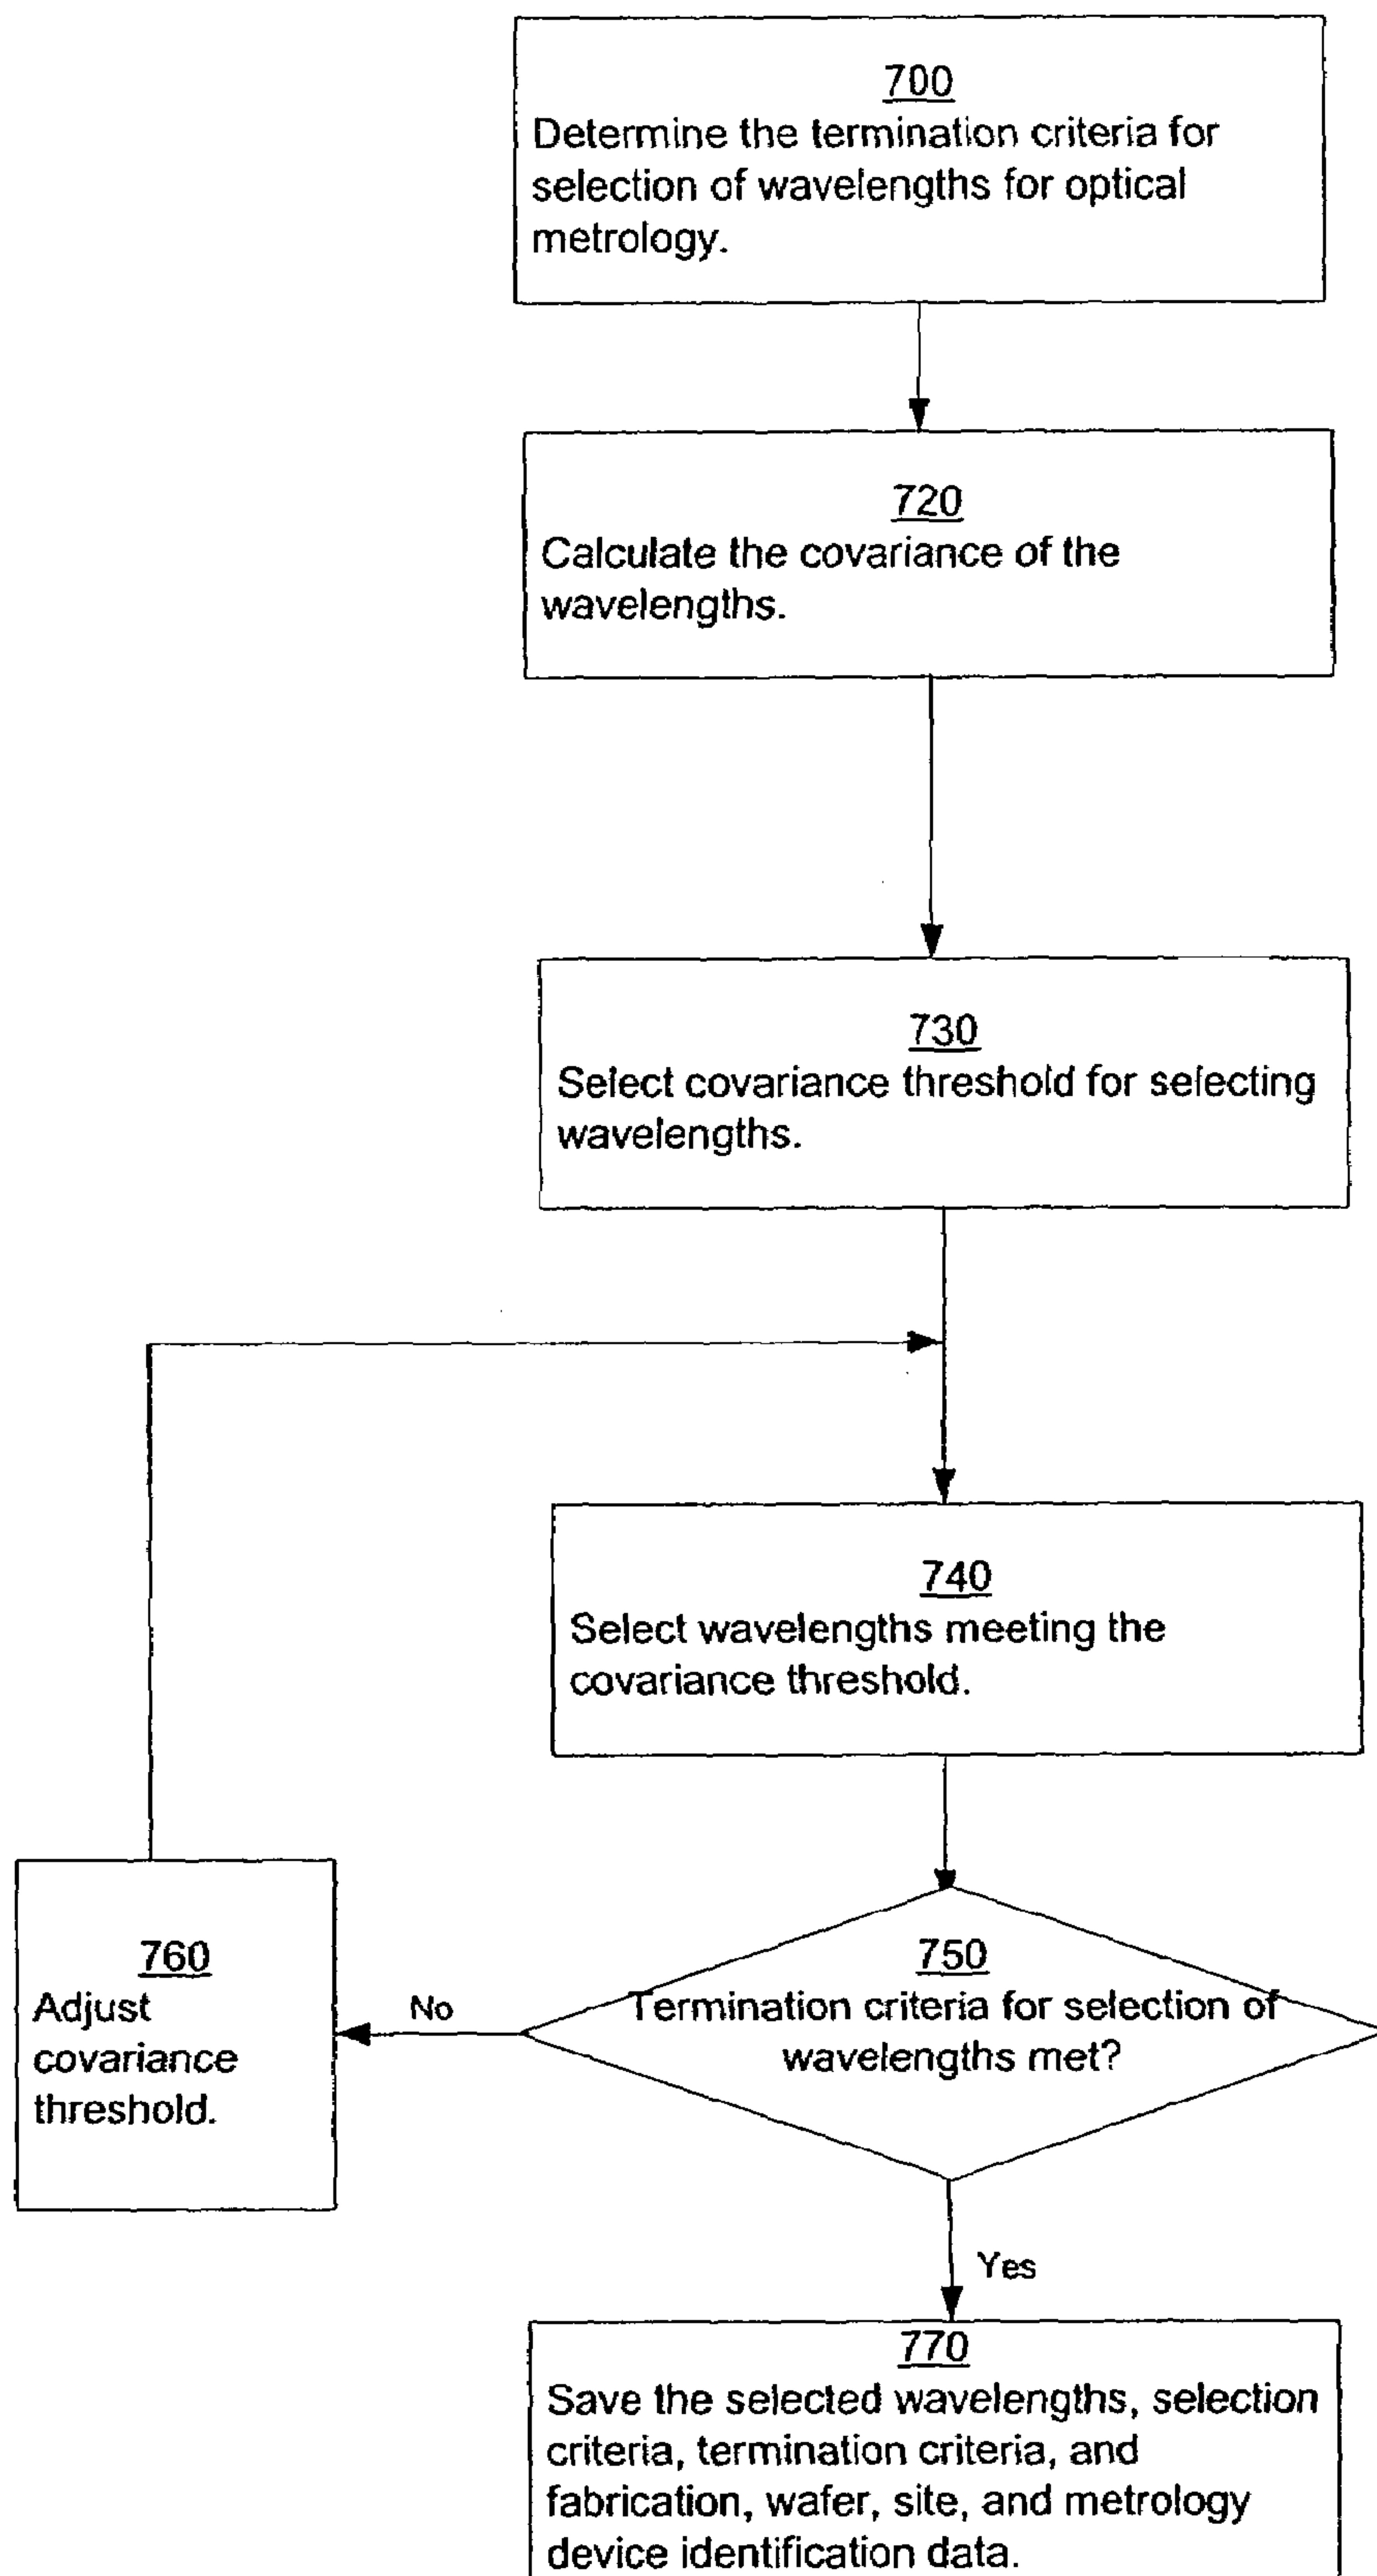 700
Determine the termination criteria for
selection of wavelengths for optical
metrology.
720
Calculate the covariance of the
wavelengths.
730
Select covariance threshold for selecting
wavelengths.
740
Select wavelengths meeting the
covariance threshold.
750
Termination criteria for selection of
wavelengths met?
No
760
Adjust
covariance
threshold.
Yes
770
Save the selected wavelengths, selection
criteria, termination criteria, and
fabrication, wafer, site, and metrology
device identification data.